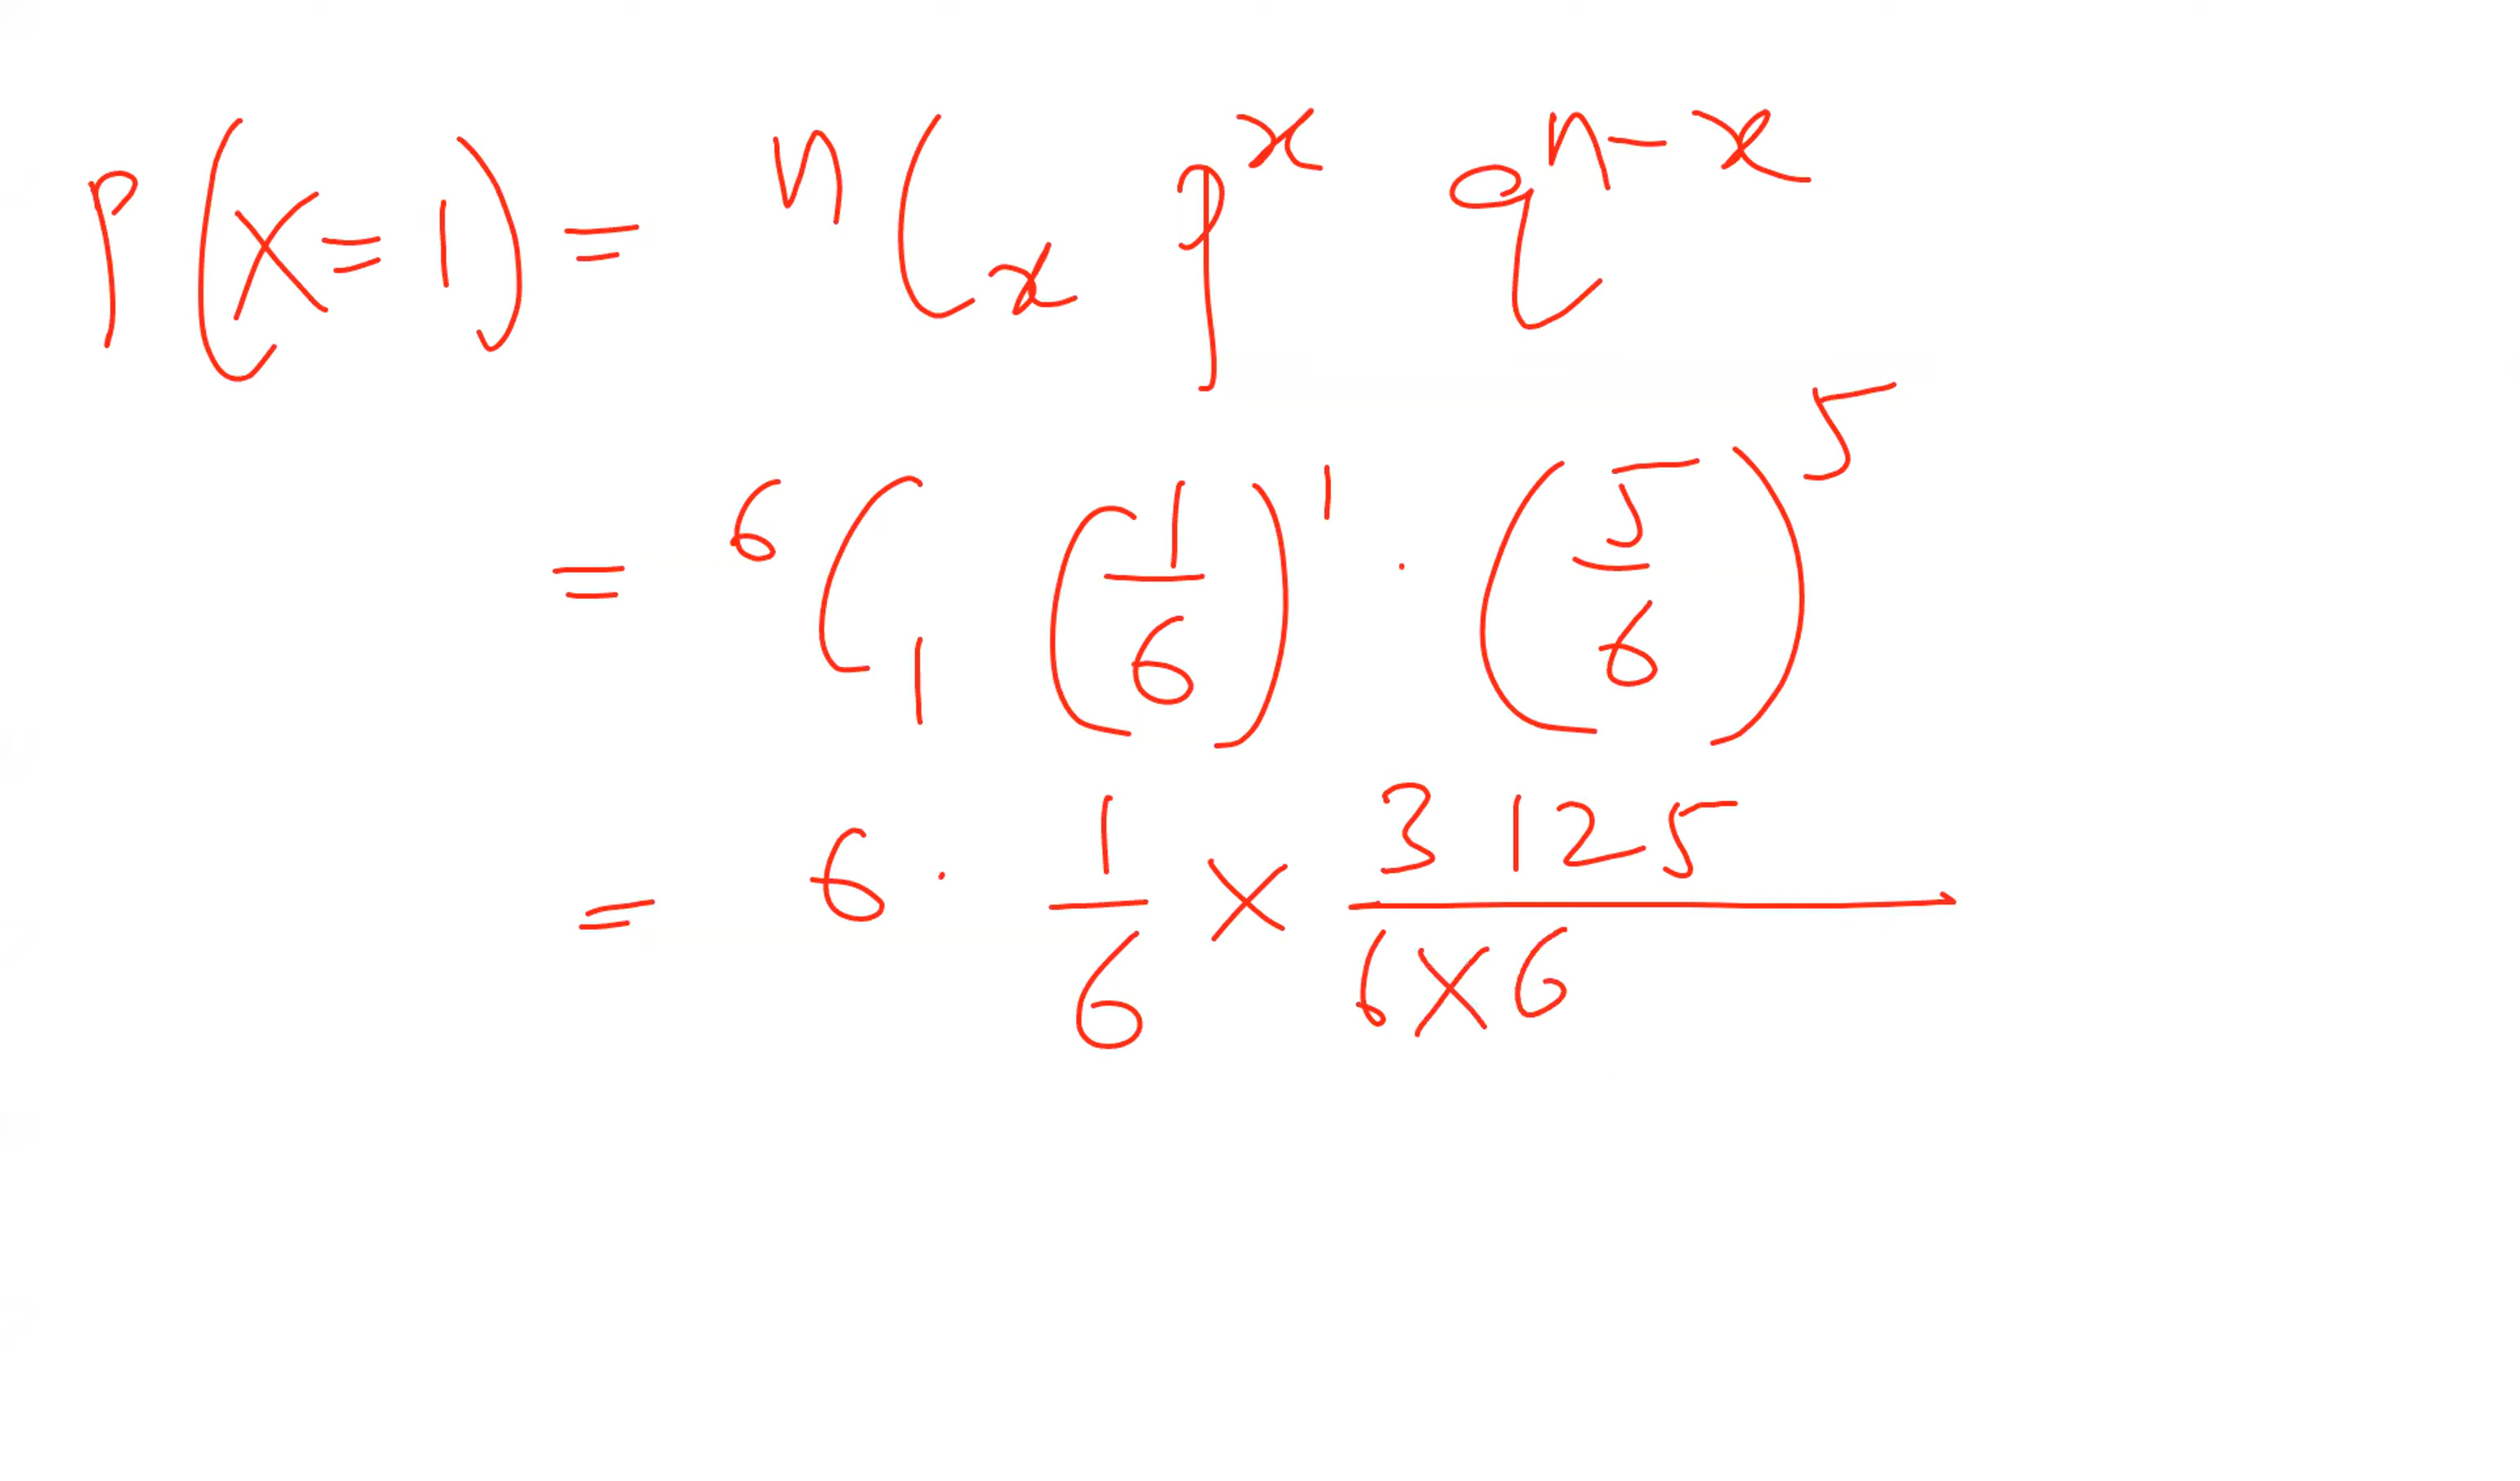 P(X=1) = ⁿCₓ pˣ qⁿ⁻ˣ
= ⁶C₁ (1/6)¹ · (5/6)⁵
= 6 · 1/6 × 3125/6×6